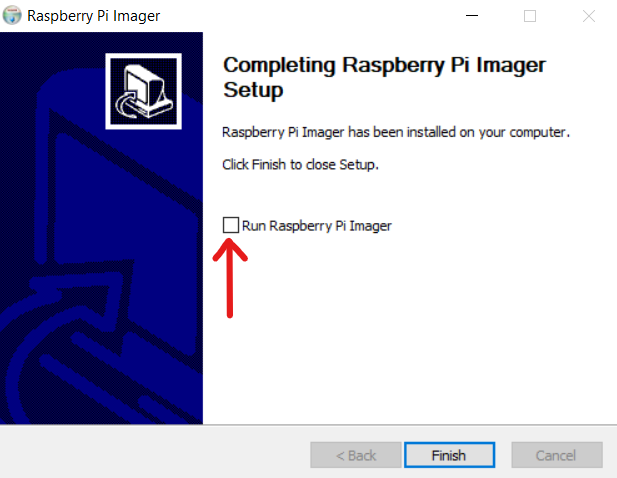 Raspberry Pi Imager
Completing Raspberry Pi Imager
Setup
Raspberry Pi Imager has been installed on your computer.
Click Finish to close Setup.
Run Raspberry Pi Imager
< Back
Finish
Cancel